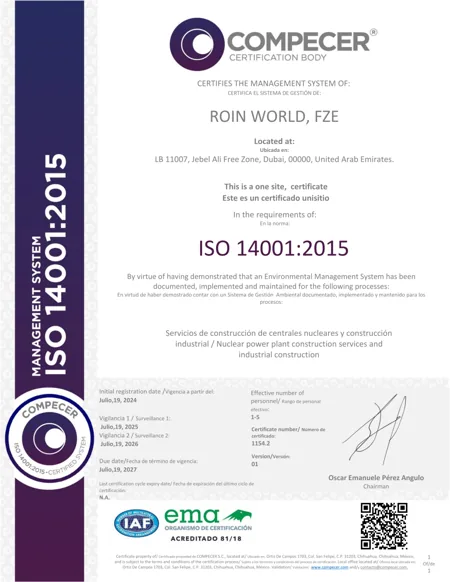 COMPECER®
CERTIFICATION BODY
CERTIFIES THE MANAGEMENT SYSTEM OF:
CERTIFICA EL SISTEMA DE GESTIÓN DE:
ROIN WORLD, FZE
Located at:
Ubicada en:
LB 11007, Jebel Ali Free Zone, Dubai, 00000, United Arab Emirates.
This is a one site, certificate
Este es un certificado unisitio
In the requirements of:
En la norma:
ISO 14001:2015
By virtue of having demonstrated that an Environmental Management System has been
documented, implemented and maintained for the following processes:
En virtud de haber demostrado cortar con un Sistema de Gestión Ambiental documentado, implementado y mantenido para los
procesos:
Servicios de construcción de centrales nucleares y construcción
industrial / Nuclear power plant construction services and
industrial construction
MANAGEMENT SYSTEM
ISO 14001:2015
COMPECER
ISO 14001:2015-CERTIFIED SYSTEM
Initial registration date /Vigencia a partir del:
Julio,19, 2024
Vigilancia 1 / Surveillance 1:
Julio,19, 2025
Vigilancia 2 / Surveillance 2:
Julio,19, 2026
Due date/Fecha de término de vigencia:
Julio,19, 2027
Last certification cycle expiry date/ Fecha de expiración del último ciclo de
certificación:
N.A.
Effective number of
personnel/ Rango de personal
efectivo:
1-5
Certificate number/ Número de
certificado:
1154.2
Version/Versión:
01
Oscar Emanuele Pérez Angulo
Chairman
IAF
ema
ORGANISMO DE CERTIFICACIÓN
ACREDITADO 81/18